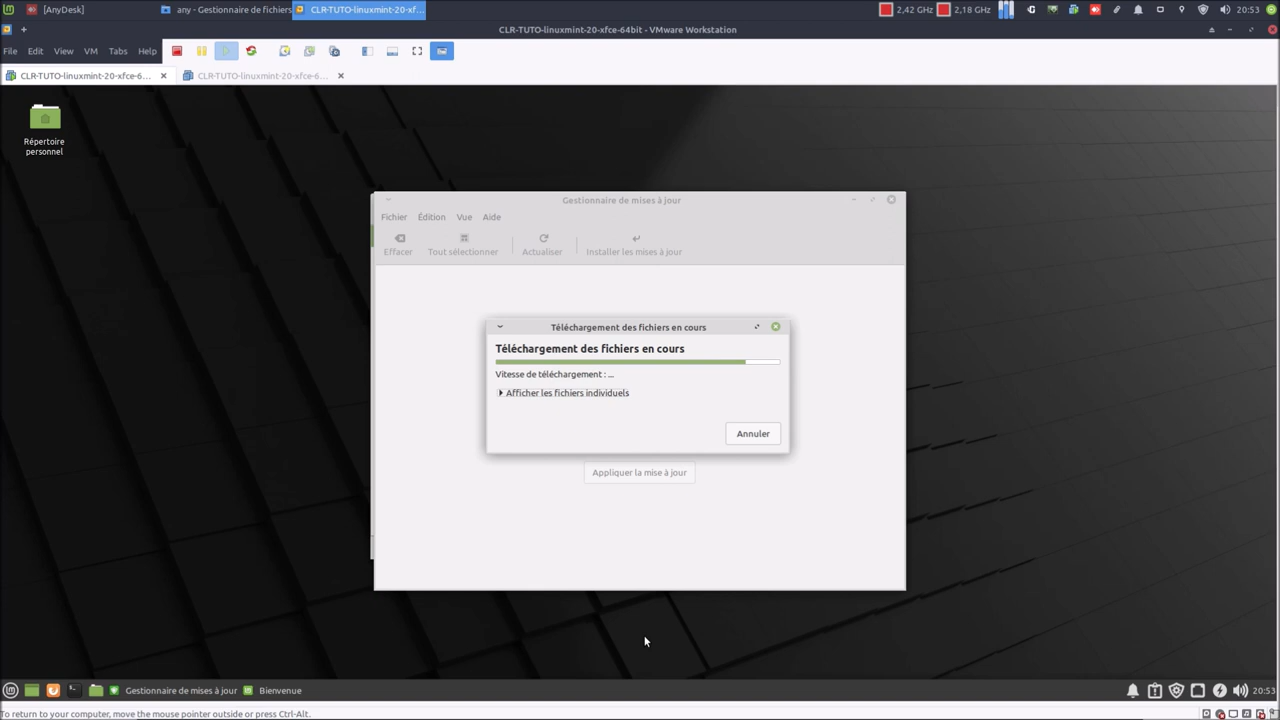 [AnyDesk]
any - Gestionnaire de fichiers
CLR-TUTO-linuxmint-20-xf...
2,42 GHz
2,18 GHz
20:53
CLR-TUTO-linuxmint-20-xfce-64bit - VMware Workstation
File Edit View VM Tabs Help
CLR-TUTO-linuxmint-20-xfce-6...
CLR-TUTO-linuxmint-20-xfce-6...
Répertoire
personnel
Gestionnaire de mises à jour
Fichier Édition Vue Aide
Effacer Tout sélectionner Actualiser Installer les mises à jour
Téléchargement des fichiers en cours
Téléchargement des fichiers en cours
Vitesse de téléchargement : ...
Afficher les fichiers individuels
Annuler
Appliquer la mise à jour
Gestionnaire de mises à jour
Bienvenue
20:53
To return to your computer, move the mouse pointer outside or press Ctrl-Alt.